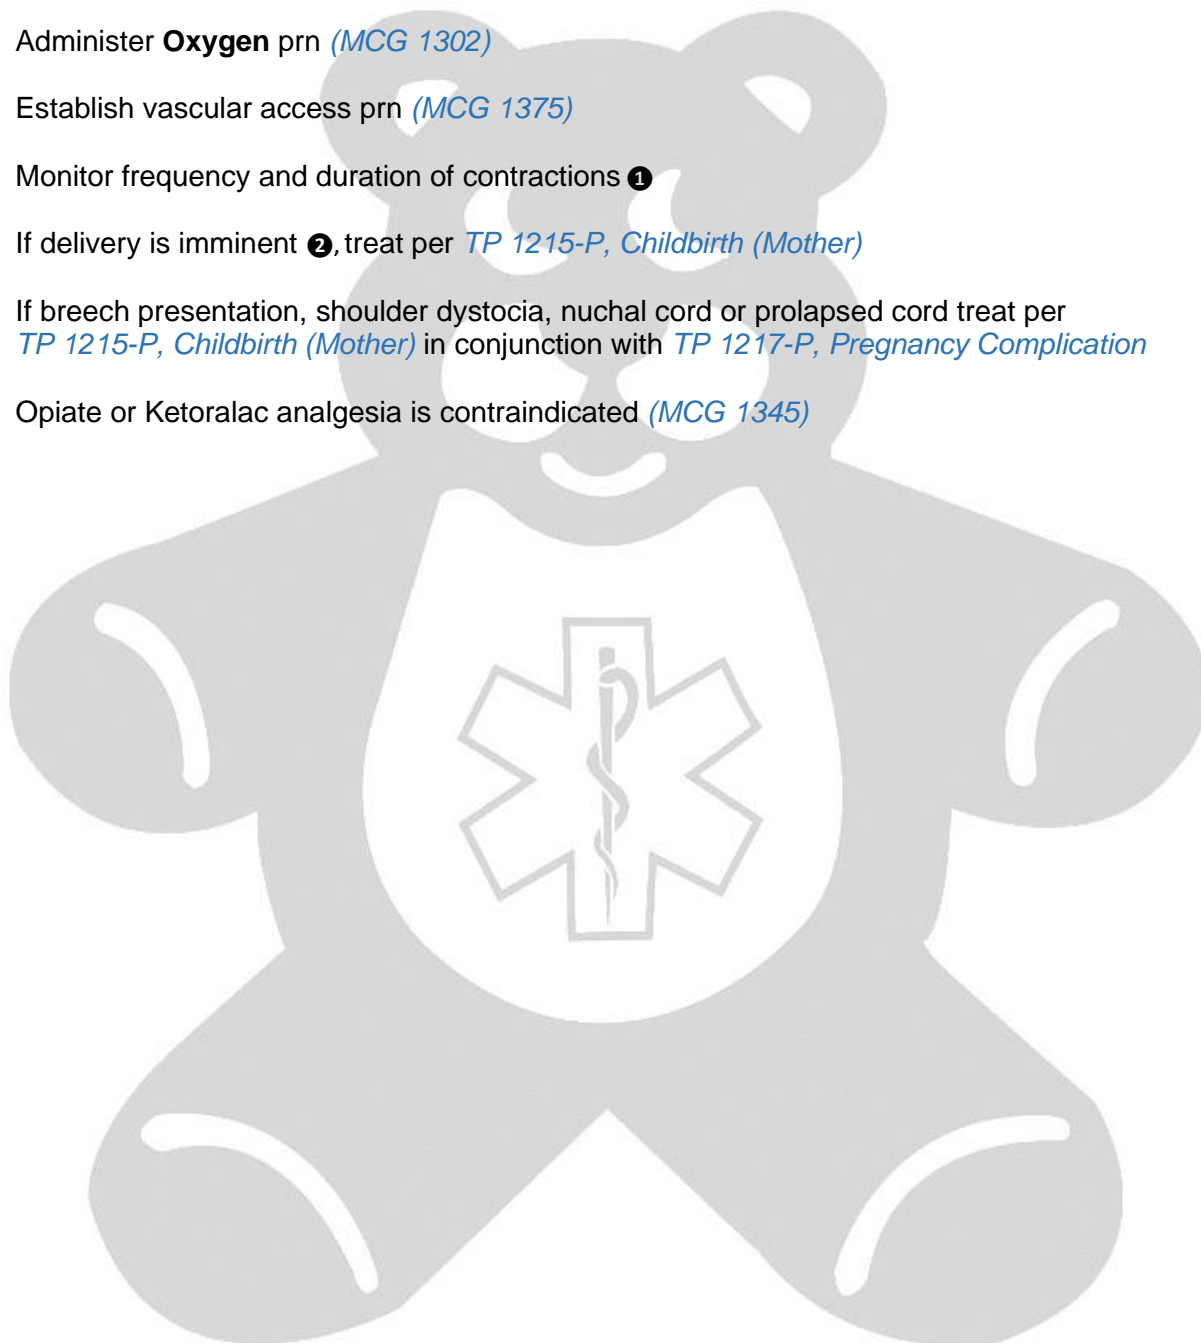 Administer Oxygen prn (MCG 1302)
Establish vascular access prn (MCG 1375)
Monitor frequency and duration of contractions ❶
If delivery is imminent ❷, treat per TP 1215-P, Childbirth (Mother)
If breech presentation, shoulder dystocia, nuchal cord or prolapsed cord treat per
TP 1215-P, Childbirth (Mother) in conjunction with TP 1217-P, Pregnancy Complication
Opiate or Ketoralac analgesia is contraindicated (MCG 1345)